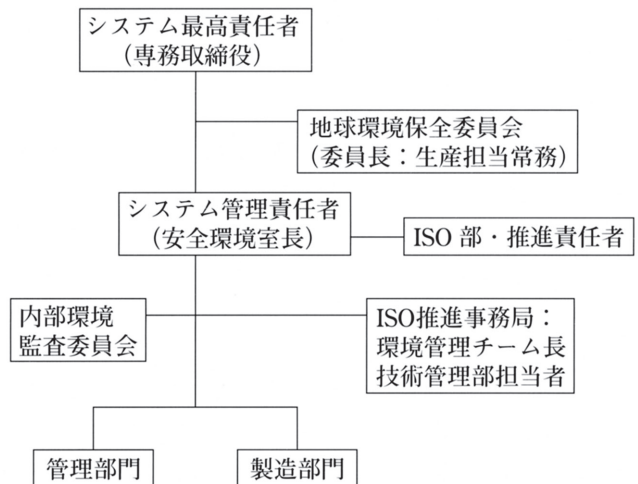 システム最高責任者
（専務取締役）
地球環境保全委員会
（委員長：生産担当常務）
システム管理責任者
（安全環境室長）
ISO 部・推進責任者
内部環境
監査委員会
ISO推進事務局：
環境管理チーム長
技術管理部担当者
管理部門
製造部門